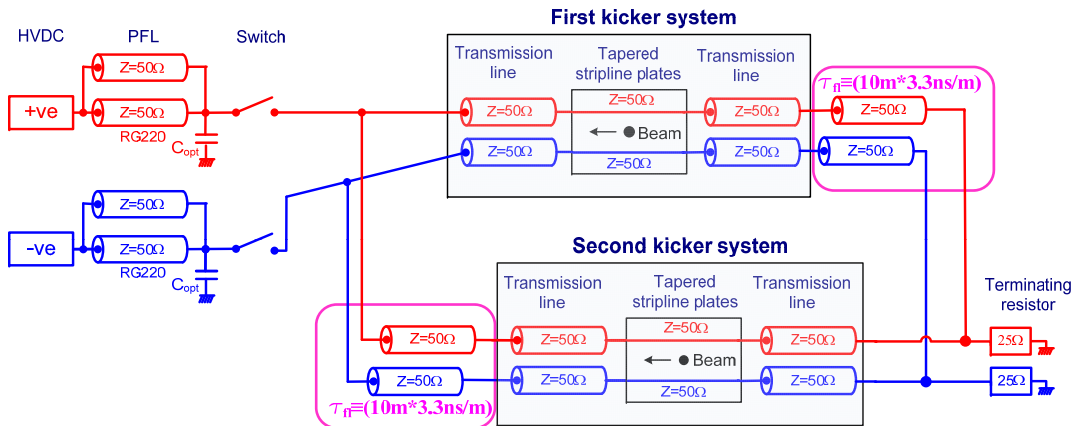 First kicker system
HVDC
PFL
Switch
Transmission line
Tapered stripline plates
Transmission line
Z=50Ω
τfl≡(10m*3.3ns/m)
Z=50Ω
Z=50Ω
Z=50Ω
Z=50Ω
Z=50Ω
+ve
RG220
Copt
Beam
Z=50Ω
Z=50Ω
Z=50Ω
Z=50Ω
Z=50Ω
-ve
Z=50Ω
RG220
Copt
Second kicker system
Transmission line
Tapered stripline plates
Transmission line
Terminating resistor
Z=50Ω
Z=50Ω
Z=50Ω
Z=50Ω
25Ω
Beam
Z=50Ω
Z=50Ω
Z=50Ω
Z=50Ω
25Ω
τfl≡(10m*3.3ns/m)